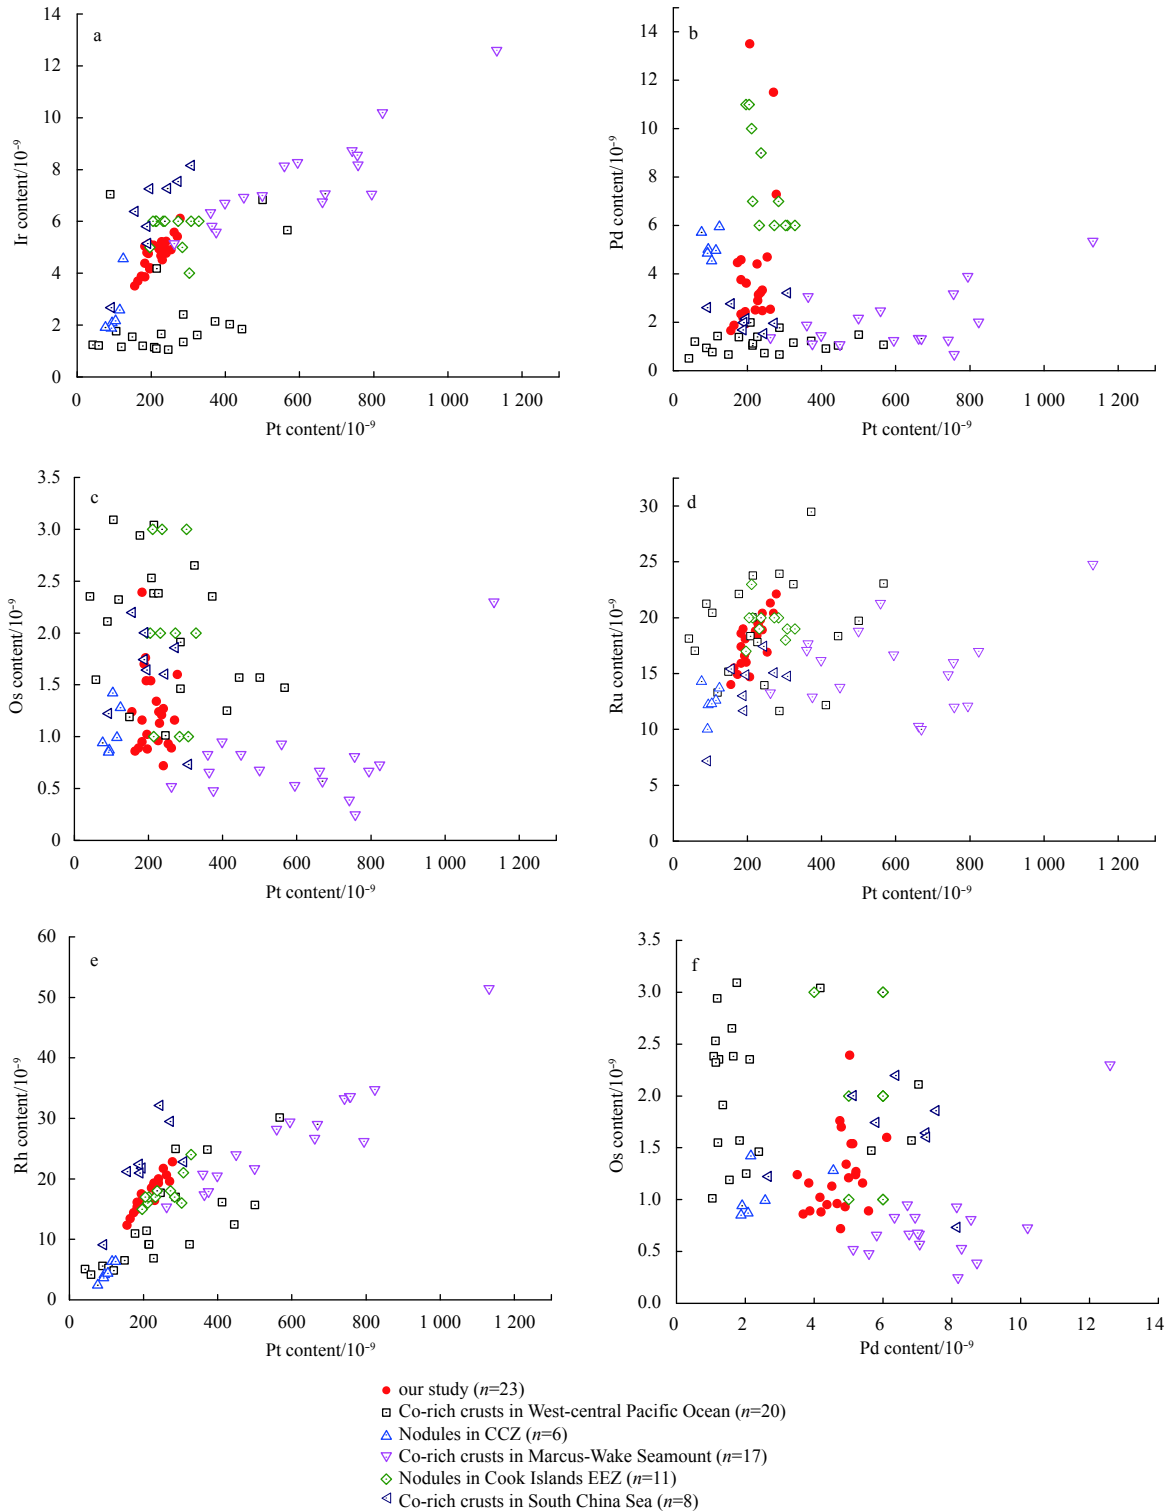 a
14
12
10
8
6
4
2
0
Ir content/10⁻⁹
0 200 400 600 800 1 000 1 200
Pt content/10⁻⁹
b
14
12
10
8
6
4
2
0
Pd content/10⁻⁹
0 200 400 600 800 1 000 1 200
Pt content/10⁻⁹
c
3.5
3.0
2.5
2.0
1.5
1.0
0.5
0
Os content/10⁻⁹
0 200 400 600 800 1 000 1 200
Pt content/10⁻⁹
d
30
25
20
15
10
5
0
Ru content/10⁻⁹
0 200 400 600 800 1 000 1 200
Pt content/10⁻⁹
e
60
50
40
30
20
10
0
Rh content/10⁻⁹
0 200 400 600 800 1 000 1 200
Pt content/10⁻⁹
f
3.5
3.0
2.5
2.0
1.5
1.0
0.5
0.0
Os content/10⁻⁹
0 2 4 6 8 10 12 14
Pd content/10⁻⁹
our study (n=23)
Co-rich crusts in West-central Pacific Ocean (n=20)
Nodules in CCZ (n=6)
Co-rich crusts in Marcus-Wake Seamount (n=17)
Nodules in Cook Islands EEZ (n=11)
Co-rich crusts in South China Sea (n=8)